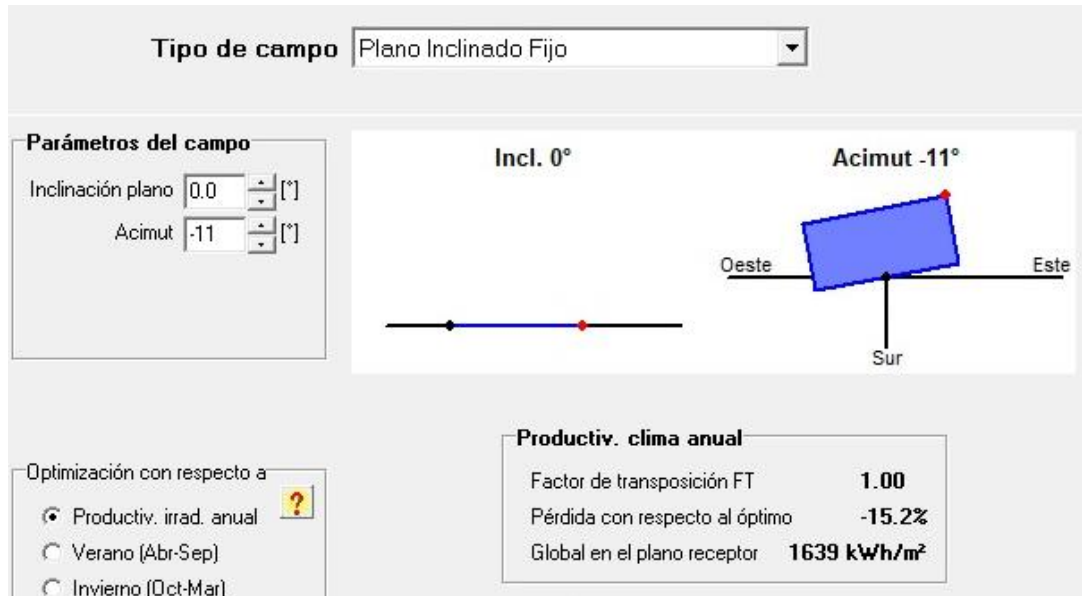 Tipo de campo Plano Inclinado Fijo
Parámetros del campo
Inclinación plano 0.0 [°]
Acimut -11 [°]
Incl. 0°
Acimut -11°
Oeste
Este
Sur
Optimización con respecto a
?
Productiv. irrad. anual
Verano (Abr-Sep)
Invierno (Oct-Mar)
Productiv. clima anual
Factor de transposición FT 1.00
Pérdida con respecto al óptimo -15.2%
Global en el plano receptor 1639 kWh/m²